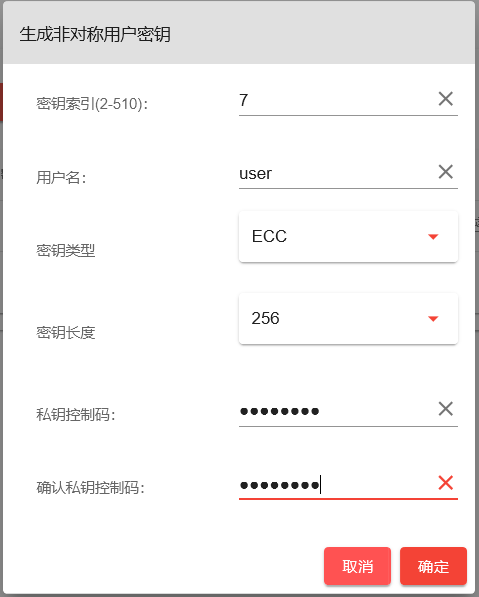 生成非对称用户密钥
密钥索引(2-510)： 7
用户名： user
密钥类型 ECC
密钥长度 256
私钥控制码： ●●●●●●●●
确认私钥控制码： ●●●●●●●●
取消 确定